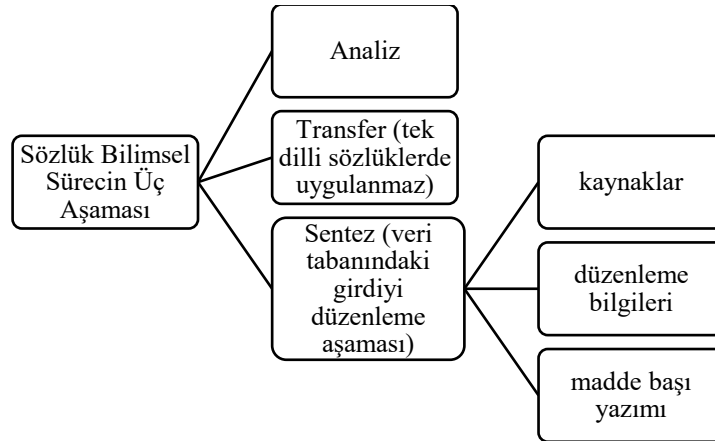 Sözlük Bilimsel
Sürecin Üç
Aşaması
Analiz
Transfer (tek
dilli sözlüklerde
uygulanmaz)
Sentez (veri
tabanındaki
girdiyi
düzenleme
aşaması)
kaynaklar
düzenleme
bilgileri
madde başı
yazımı